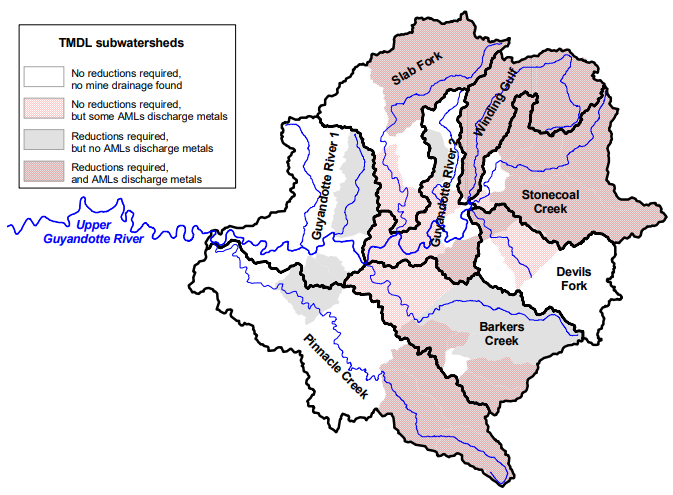 TMDL subwatersheds
No reductions required,
no mine drainage found
No reductions required,
but some AMLs discharge metals
Reductions required,
but no AMLs discharge metals
Reductions required,
and AMLs discharge metals
Slab Fork
Winding Gulf
Guyandotte River 1
Guyandotte River 2
Stonecoal
Creek
Upper
Guyandotte River
Devils
Fork
Barkers
Creek
Pinnacle Creek